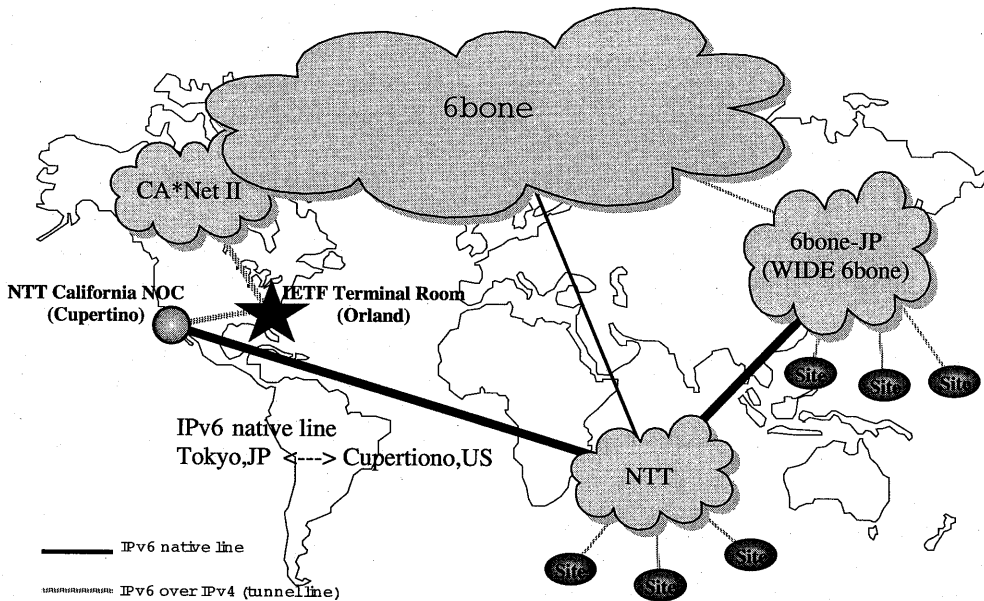 6bone
CA*Net II
6bone-JP
(WIDE 6bone)
NTT California NOC
(Cupertino)
IETF Terminal Room
(Orland)
Site
Site
Site
IPv6 native line
Tokyo,JP <---> Cupertiono,US
NTT
Site
Site
Site
IPv6 native line
IPv6 over IPv4 (tunnel line)